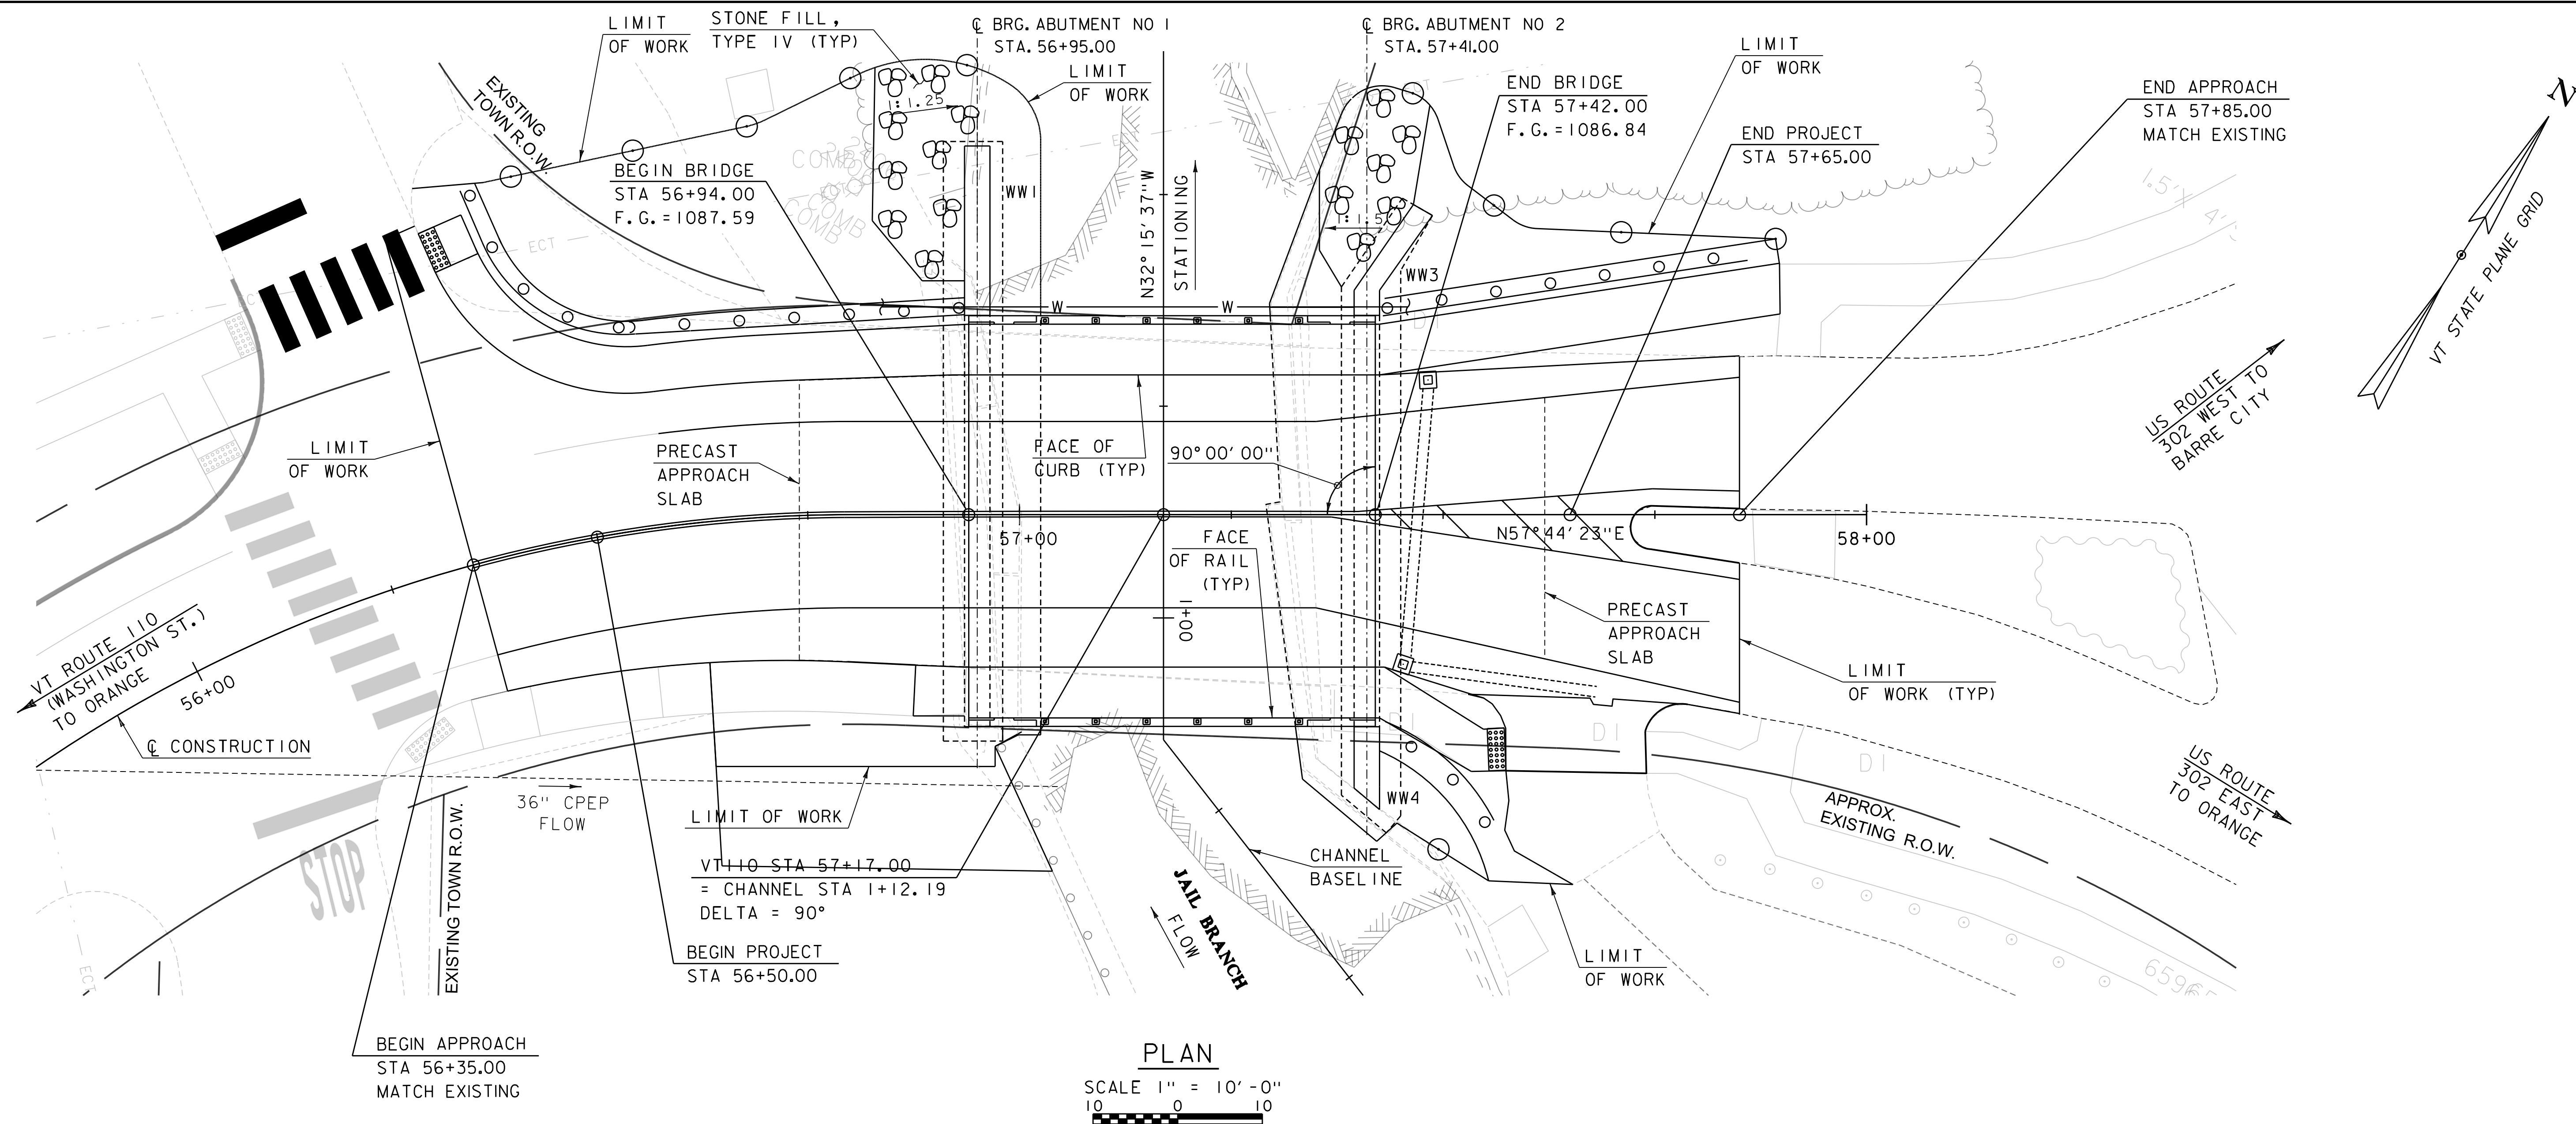 LIMIT
OF WORK
STONE FILL,
TYPE IV (TYP)
℄ BRG. ABUTMENT NO 1
STA. 56+95.00
LIMIT
OF WORK
℄ BRG. ABUTMENT NO 2
STA. 57+41.00
END BRIDGE
STA 57+42.00
F.G.=1086.84
LIMIT
OF WORK
END PROJECT
STA 57+65.00
END APPROACH
STA 57+85.00
MATCH EXISTING
N
VT STATE PLANE GRID
EXISTING
TOWN R.O.W.
BEGIN BRIDGE
STA 56+94.00
F.G.=1087.59
1:1.25
COMB
COMB
COMB
WW1
N32°15'37"W
STATIONING
1:1.5
WW3
1.5'
ECT
W
W
DI
US ROUTE
302 WEST TO
BARRE CITY
LIMIT
OF WORK
PRECAST
APPROACH
SLAB
FACE OF
CURB (TYP)
90°00'00"
57+00
N57°44'23"E
58+00
FACE
OF RAIL
(TYP)
1+00
PRECAST
APPROACH
SLAB
LIMIT
OF WORK (TYP)
VT ROUTE 110
(WASHINGTON ST.)
TO ORANGE
56+00
℄ CONSTRUCTION
DI
DI
DI
US ROUTE
302 EAST
TO ORANGE
36" CPEP
FLOW
LIMIT OF WORK
WW4
APPROX.
EXISTING R.O.W.
STOP
EXISTING TOWN R.O.W.
VT110 STA 57+17.00
= CHANNEL STA 1+12.19
DELTA = 90°
CHANNEL
BASELINE
JAIL BRANCH
FLOW
BEGIN PROJECT
STA 56+50.00
LIMIT
OF WORK
ECT
BEGIN APPROACH
STA 56+35.00
MATCH EXISTING
PLAN
SCALE 1" = 10'-0"
10 0 10